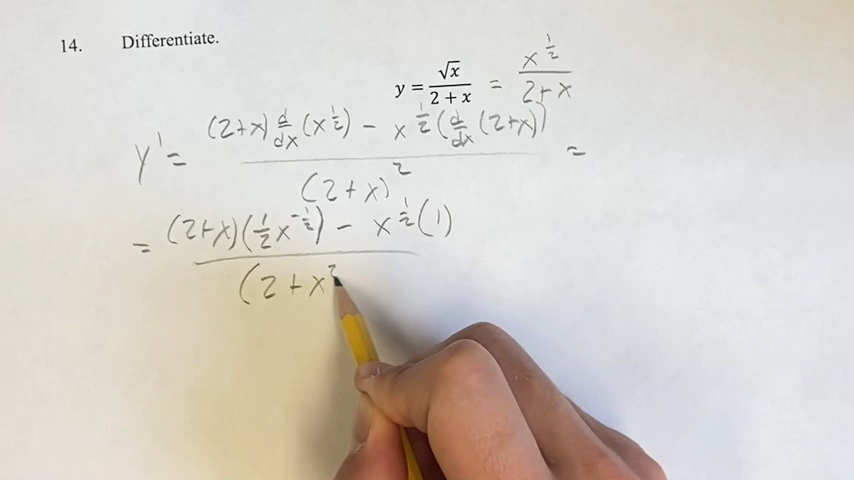 14. Differentiate.
y = √x / (2 + x) = x^(1/2) / (2+x)
y' = ((2+x) d/dx (x^(1/2)) − x^(1/2) (d/dx (2+x))) / (2+x)^2 =
= ((2+x)(1/2 x^(-1/2)) − x^(1/2) (1)) / (2+x^2